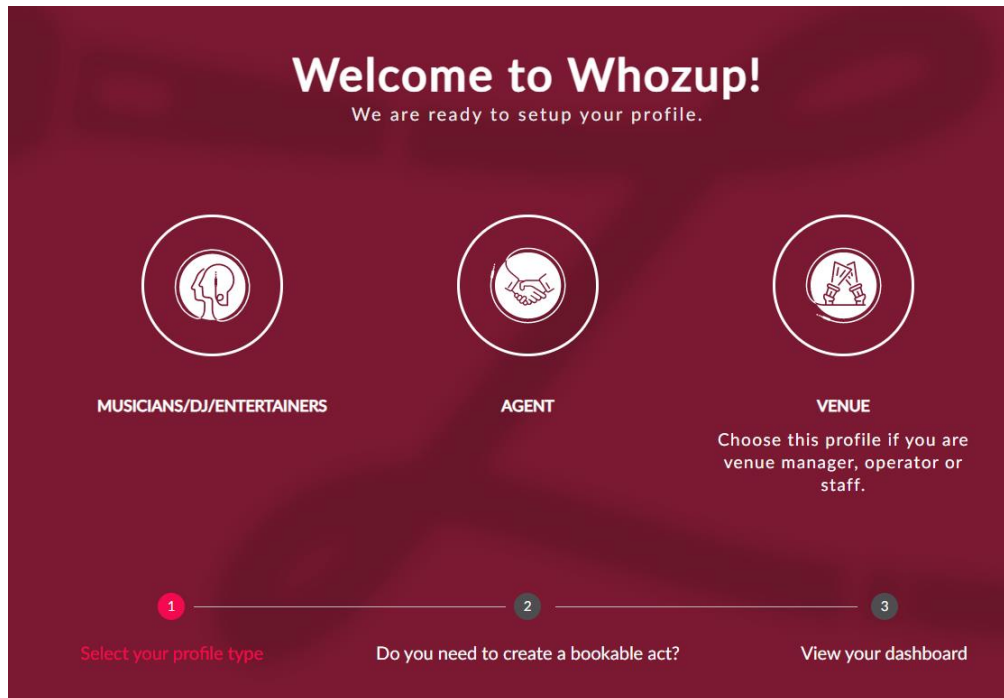 Welcome to Whozup!
We are ready to setup your profile.
MUSICIANS/DJ/ENTERTAINERS
AGENT
VENUE
Choose this profile if you are
venue manager, operator or
staff.
1
2
3
Select your profile type
Do you need to create a bookable act?
View your dashboard